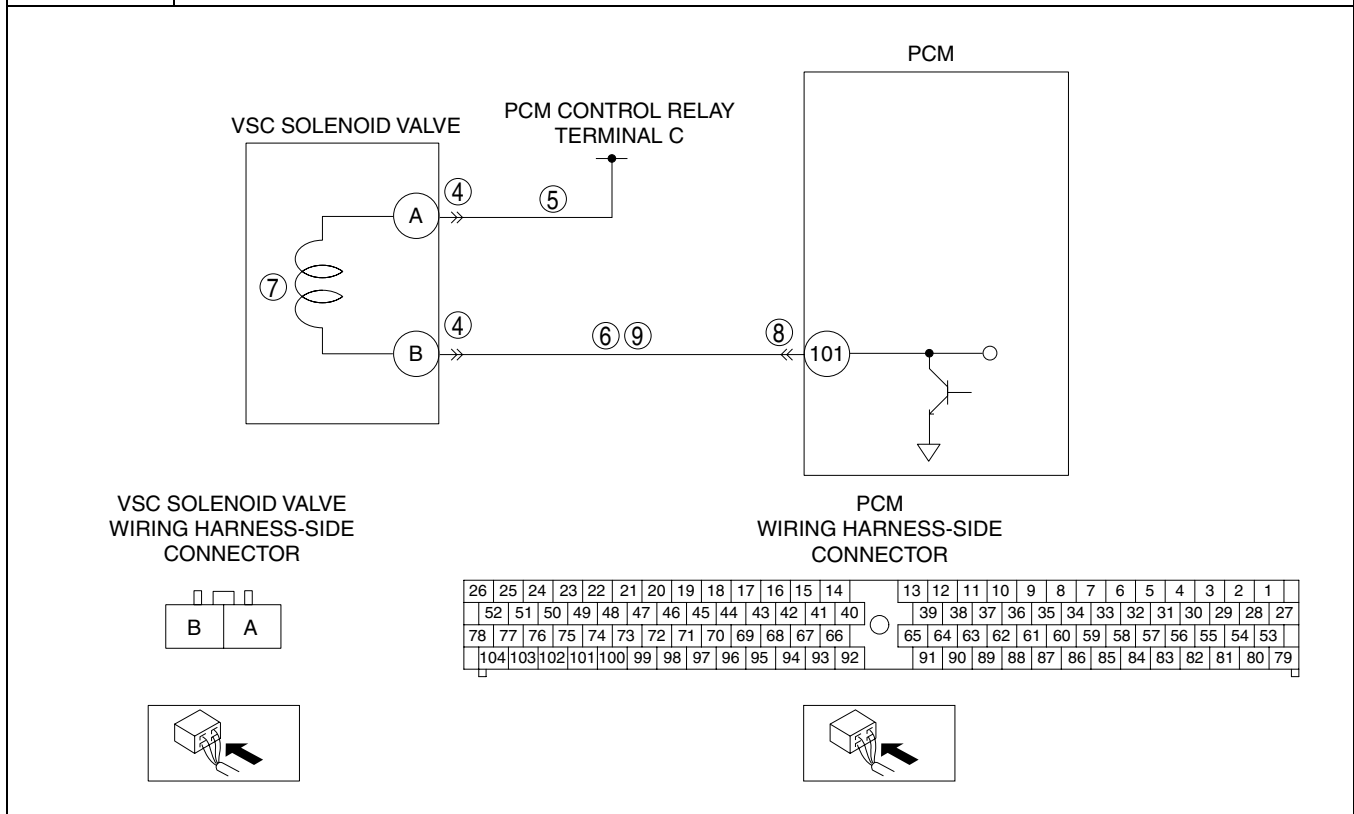 PCM
PCM CONTROL RELAY
TERMINAL C
VSC SOLENOID VALVE
④
⑤
A
⑦
④
⑥ ⑨
⑧
B
101
VSC SOLENOID VALVE
WIRING HARNESS-SIDE
CONNECTOR
B A
PCM
WIRING HARNESS-SIDE
CONNECTOR
26 25 24 23 22 21 20 19 18 17 16 15 14 13 12 11 10 9 8 7 6 5 4 3 2 1
52 51 50 49 48 47 46 45 44 43 42 41 40 39 38 37 36 35 34 33 32 31 30 29 28 27
78 77 76 75 74 73 72 71 70 69 68 67 66 65 64 63 62 61 60 59 58 57 56 55 54 53
104 103 102 101 100 99 98 97 96 95 94 93 92 91 90 89 88 87 86 85 84 83 82 81 80 79